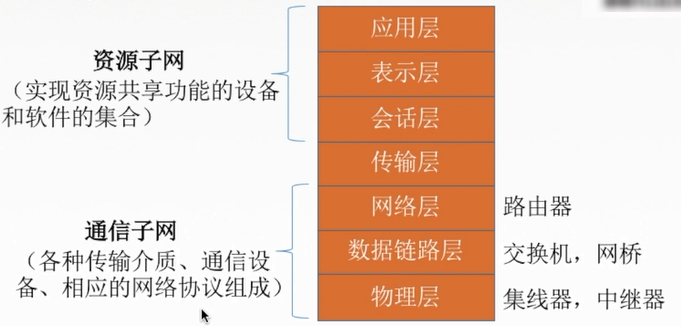 资源子网
（实现资源共享功能的设备
和软件的集合）
通信子网
（各种传输介质、通信设
备、相应的网络协议组成）
应用层
表示层
会话层
传输层
网络层
数据链路层
物理层
路由器
交换机，网桥
集线器，中继器